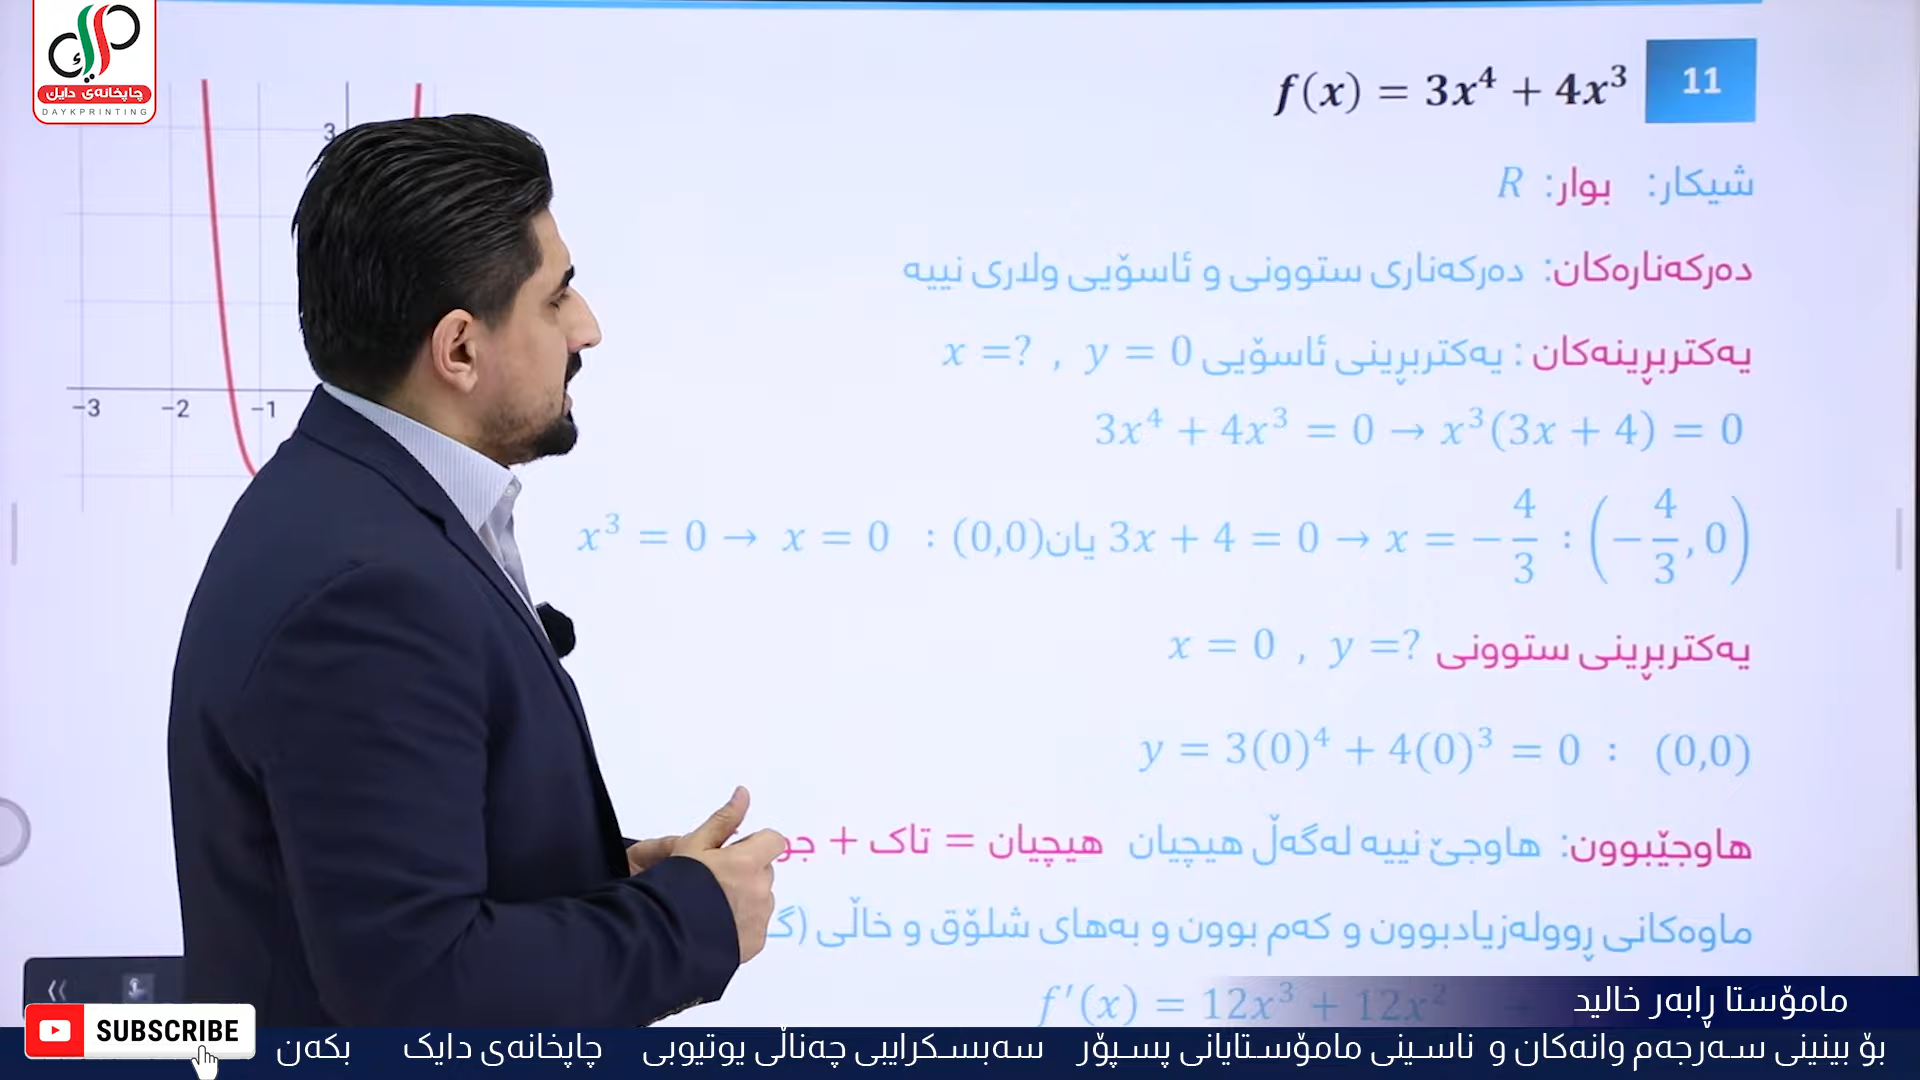 چاپخانەی دایك
DAYKPRINTING
11
f(x) = 3x⁴ + 4x³
شیکار: بوار: R
دەرکەنارەکان: دەرکەناری ستوونی و ئاسۆیی ولاری نییە
یەکتربڕینەکان : یەکتربڕینی ئاسۆیی x =? , y = 0
3x⁴ + 4x³ = 0 → x³(3x + 4) = 0
x³ = 0 → x = 0 : (0,0) یان 3x + 4 = 0 → x = −4/3 : (−4/3, 0)
یەکتربڕینی ستوونی x = 0 , y =?
y = 3(0)⁴ + 4(0)³ = 0 : (0,0)
هاوجێبوون: هاوجێ نییە لەگەڵ هیچیان هیچیان = تاک +
ماوەکانی ڕوولەزیادبوون و کەم بوون و بەهای شلۆق و خاڵی
f′(x) = 12x³ + 12x²
3
−3 −2 −1
مامۆستا ڕابەر خالید
SUBSCRIBE
بۆ بینینی سەرجەم وانەکان و ناسینی مامۆستایانی پسپۆر سەبسکرایبی چەناڵی یوتیوبی چاپخانەی دایک بکەن